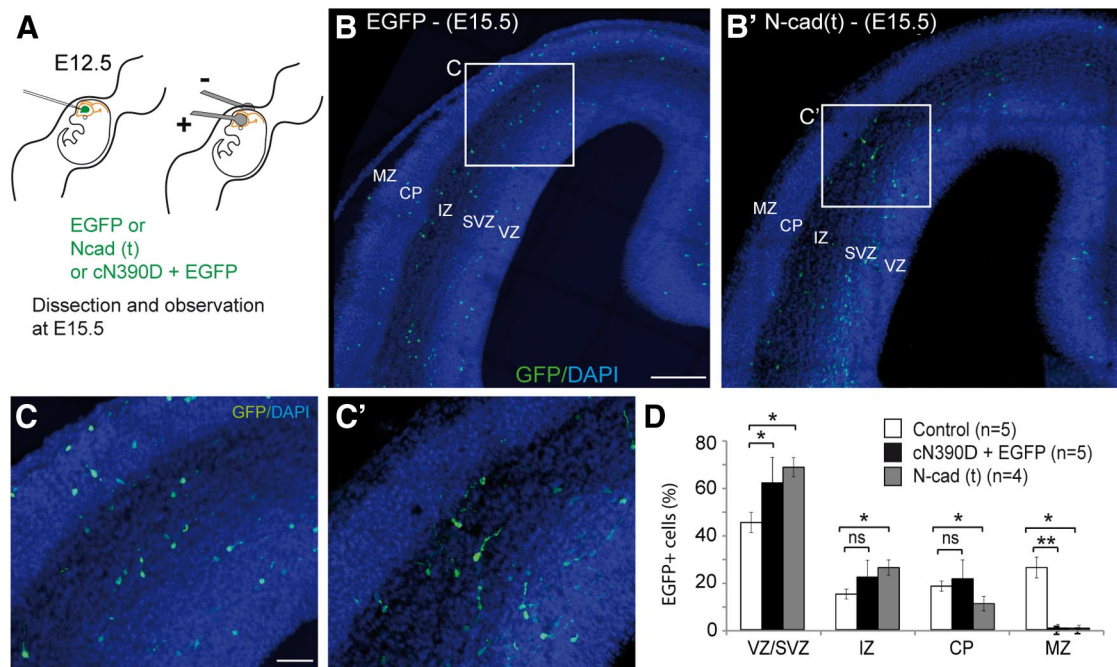 A
E12.5
-
+
EGFP or
Ncad (t)
or cN390D + EGFP
Dissection and observation
at E15.5
B EGFP - (E15.5)
C
MZ
CP
IZ
SVZ
VZ
GFP/DAPI
B’ N-cad(t) - (E15.5)
C’
MZ
CP
IZ
SVZ
VZ
C
GFP/DAPI
C’
D
Control (n=5)
cN390D + EGFP (n=5)
N-cad (t) (n=4)
EGFP+ cells (%)
80
60
40
20
0
*
*
*
ns
*
ns
*
**
VZ/SVZ
IZ
CP
MZ